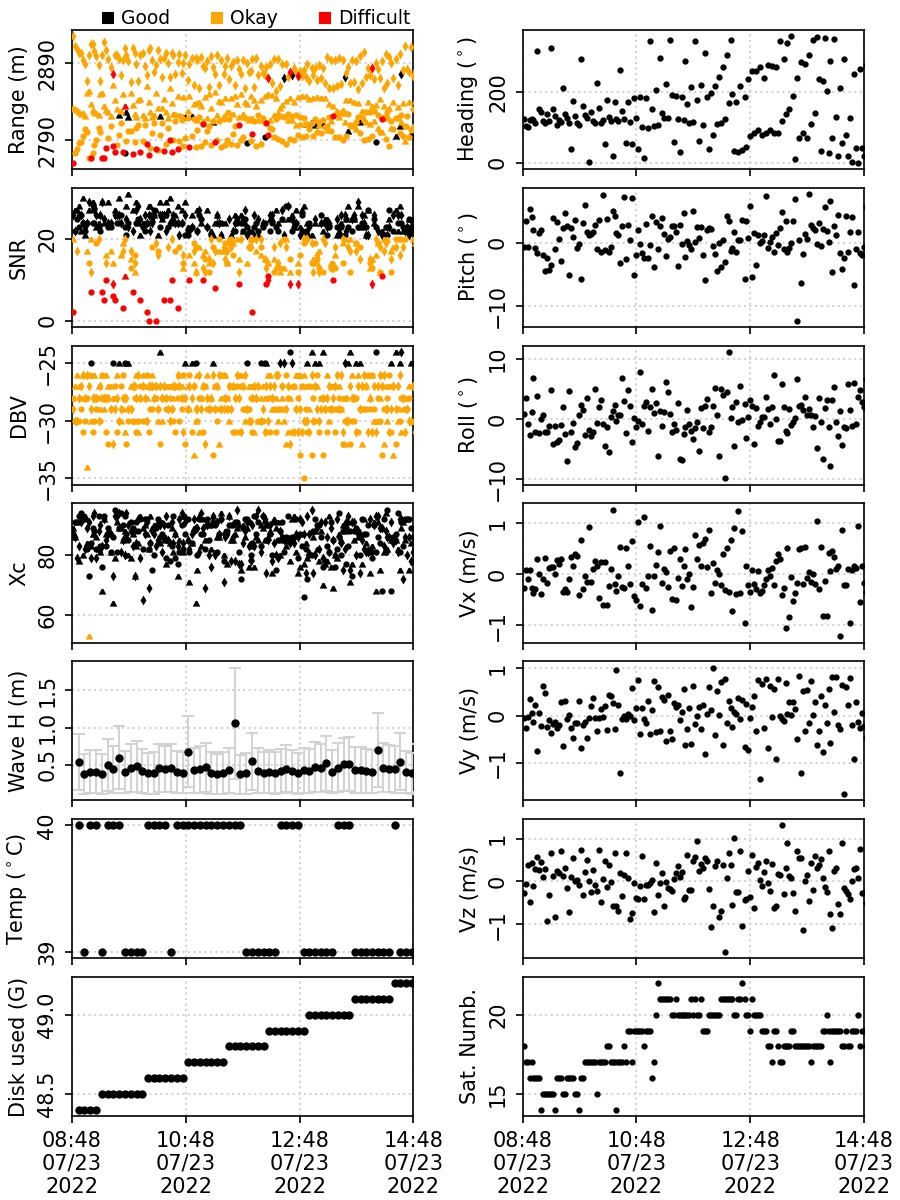 Good Okay Difficult
Range (m)
2890
2790
Heading (°)
200
0
SNR
20
0
Pitch (°)
0
−10
DBV
−25
−30
−35
Roll (°)
10
0
−10
Xc
80
60
Vx (m/s)
1
0
−1
Wave H (m)
1.5
1.0
0.5
Vy (m/s)
1
0
−1
Temp (°C)
40
39
Vz (m/s)
1
0
−1
Disk used (G)
49.0
48.5
Sat. Numb.
20
15
08:48 10:48 12:48 14:48
07/23 07/23 07/23 07/23
2022 2022 2022 2022
08:48 10:48 12:48 14:48
07/23 07/23 07/23 07/23
2022 2022 2022 2022